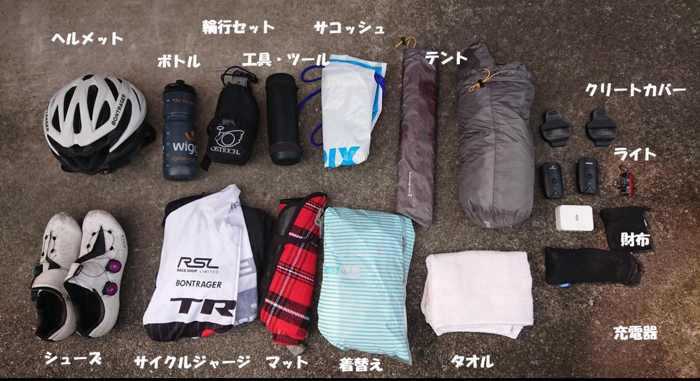 ヘルメット
ボトル
輪行セット
工具・ツール
サコッシュ
テント
クリートカバー
ライト
財布
充電器
BONTRAGER
OSTRICH
RSL
RACE SHOP LIMITED
BONTRAGER
TR
シューズ
サイクルジャージ
マット
着替え
タオル